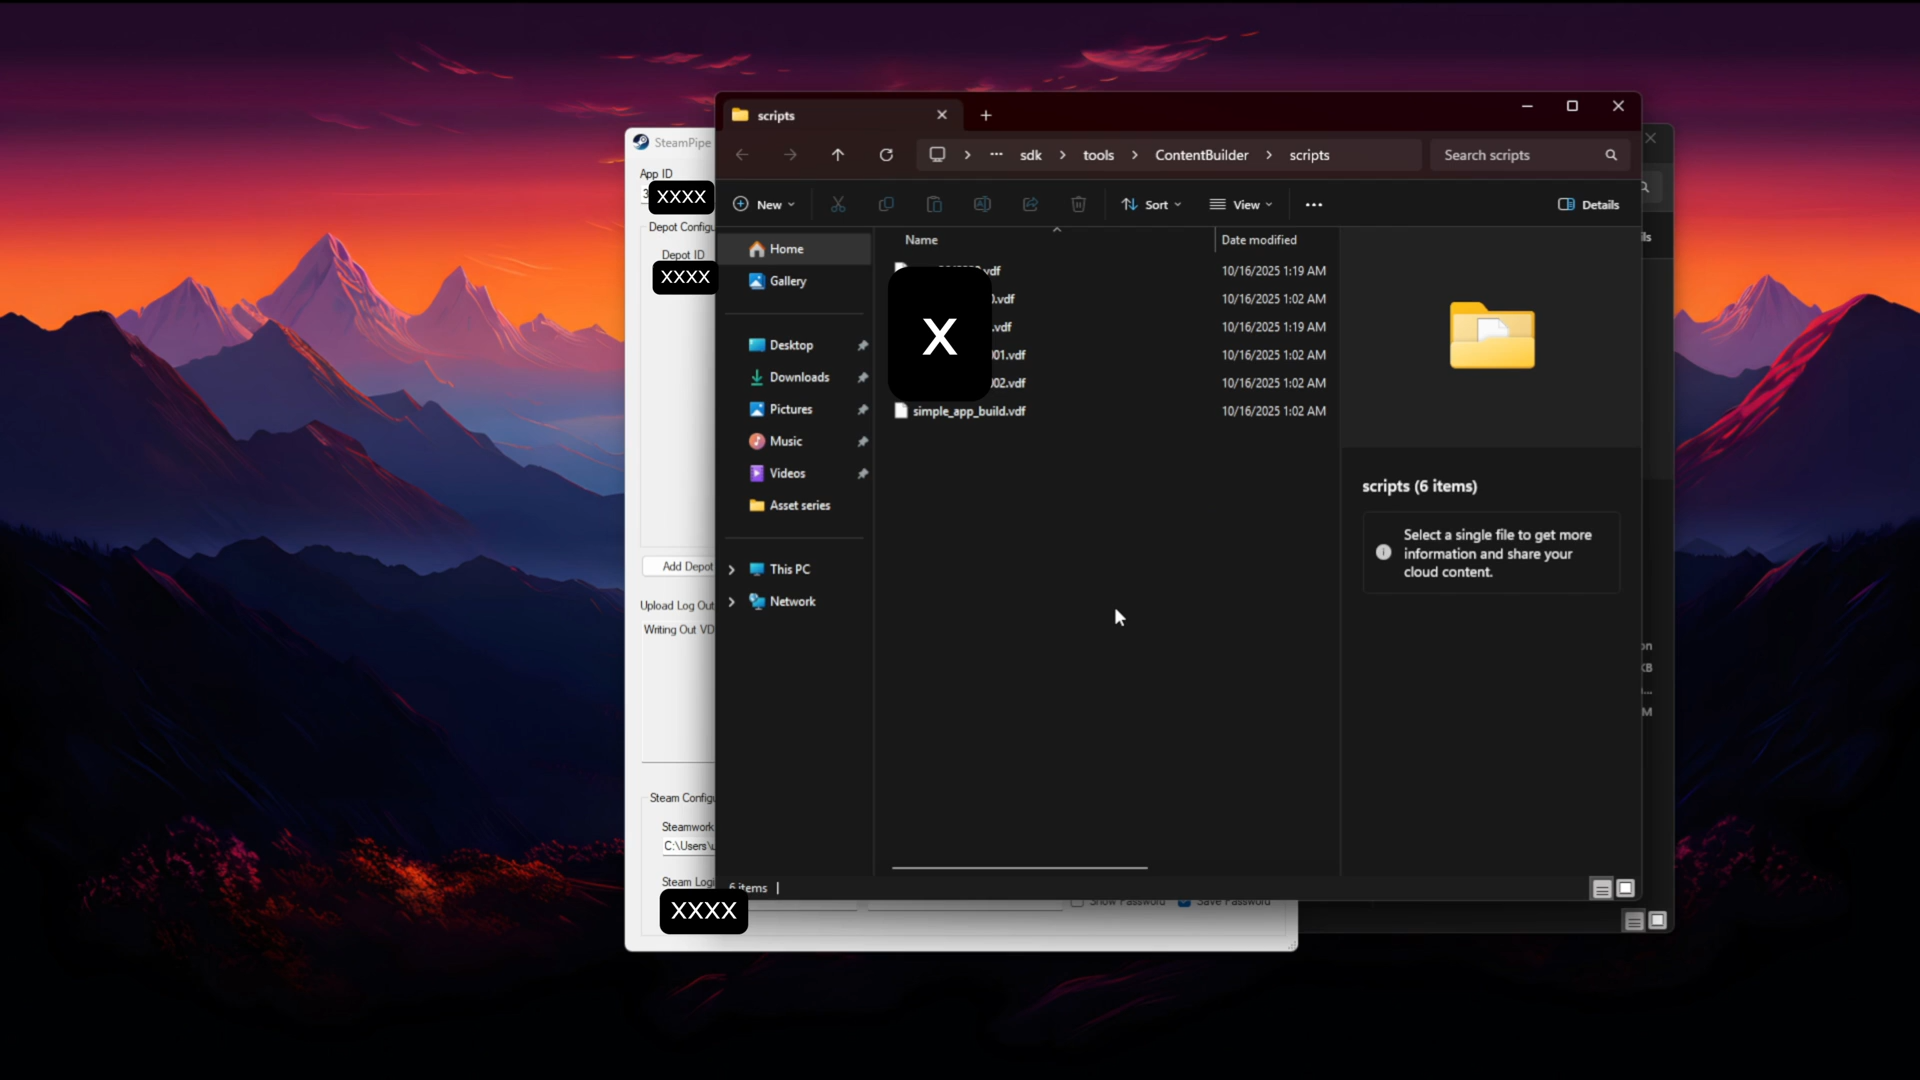 scripts
SteamPipe
sdk > tools > ContentBuilder > scripts
Search scripts
App ID
XXXX
New
Sort
View
Details
Depot Configu
Depot ID
XXXX
Home
Gallery
Desktop
Downloads
Pictures
Music
Videos
Asset series
This PC
Network
Name
Date modified
.vdf 10/16/2025 1:19 AM
0.vdf 10/16/2025 1:02 AM
.vdf 10/16/2025 1:19 AM
X
01.vdf 10/16/2025 1:02 AM
02.vdf 10/16/2025 1:02 AM
simple_app_build.vdf 10/16/2025 1:02 AM
scripts (6 items)
Select a single file to get more
information and share your
cloud content.
Add Depot
Upload Log Out
Writing Out VD
Steam Configu
Steamwork
C:\Users\
Steam Logi
6 items
XXXX
Show Password
Save Password
ls
on
KB
...
M